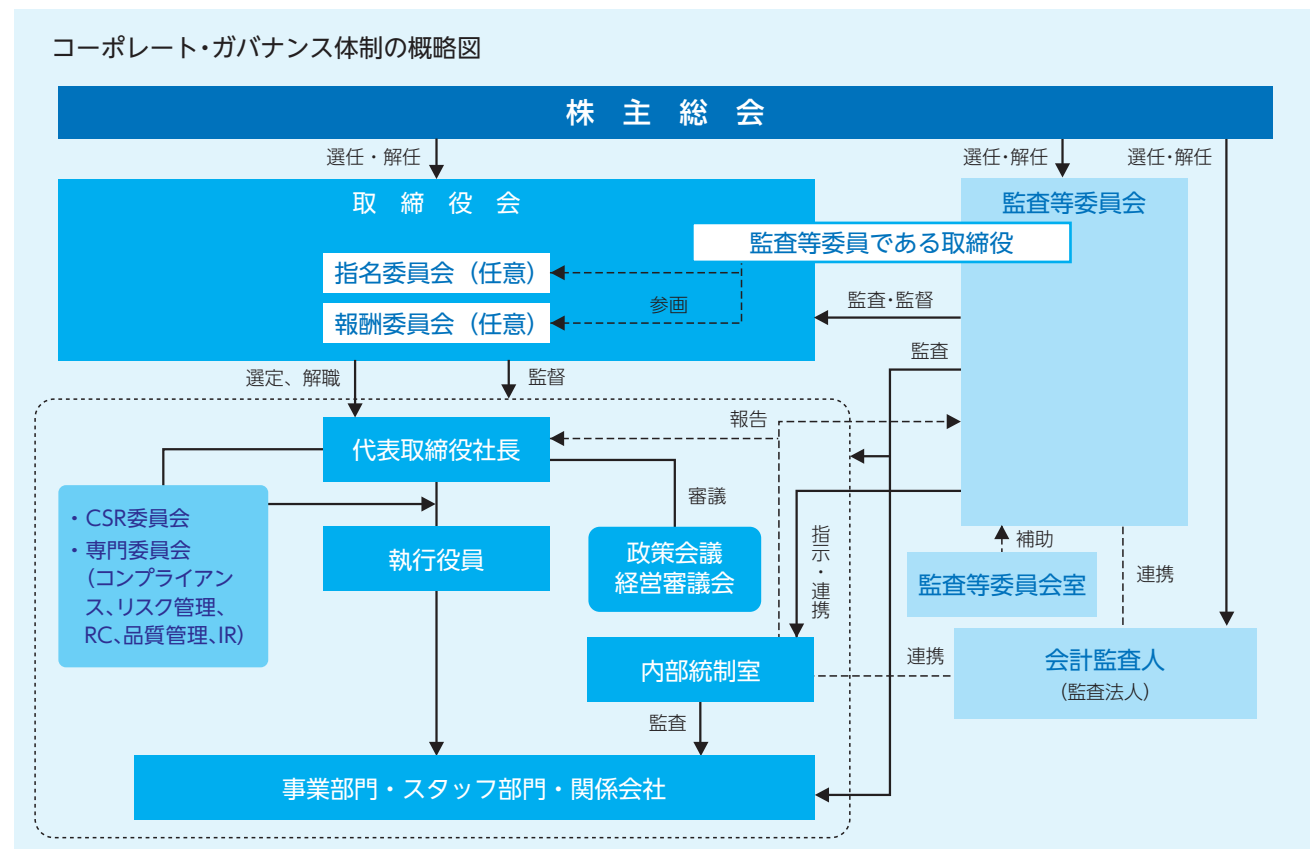 コーポレート・ガバナンス体制の概略図
株主総会
選任・解任
選任・解任
選任・解任
取締役会
監査等委員会
監査等委員である取締役
指名委員会（任意）
参画
報酬委員会（任意）
監査・監督
監査
選定、解職
監督
報告
代表取締役社長
審議
・CSR委員会
・専門委員会
（コンプライアン
ス、リスク管理、
RC、品質管理、IR）
執行役員
政策会議
経営審議会
指示・連携
補助
監査等委員会室
連携
内部統制室
連携
会計監査人
（監査法人）
監査
事業部門・スタッフ部門・関係会社